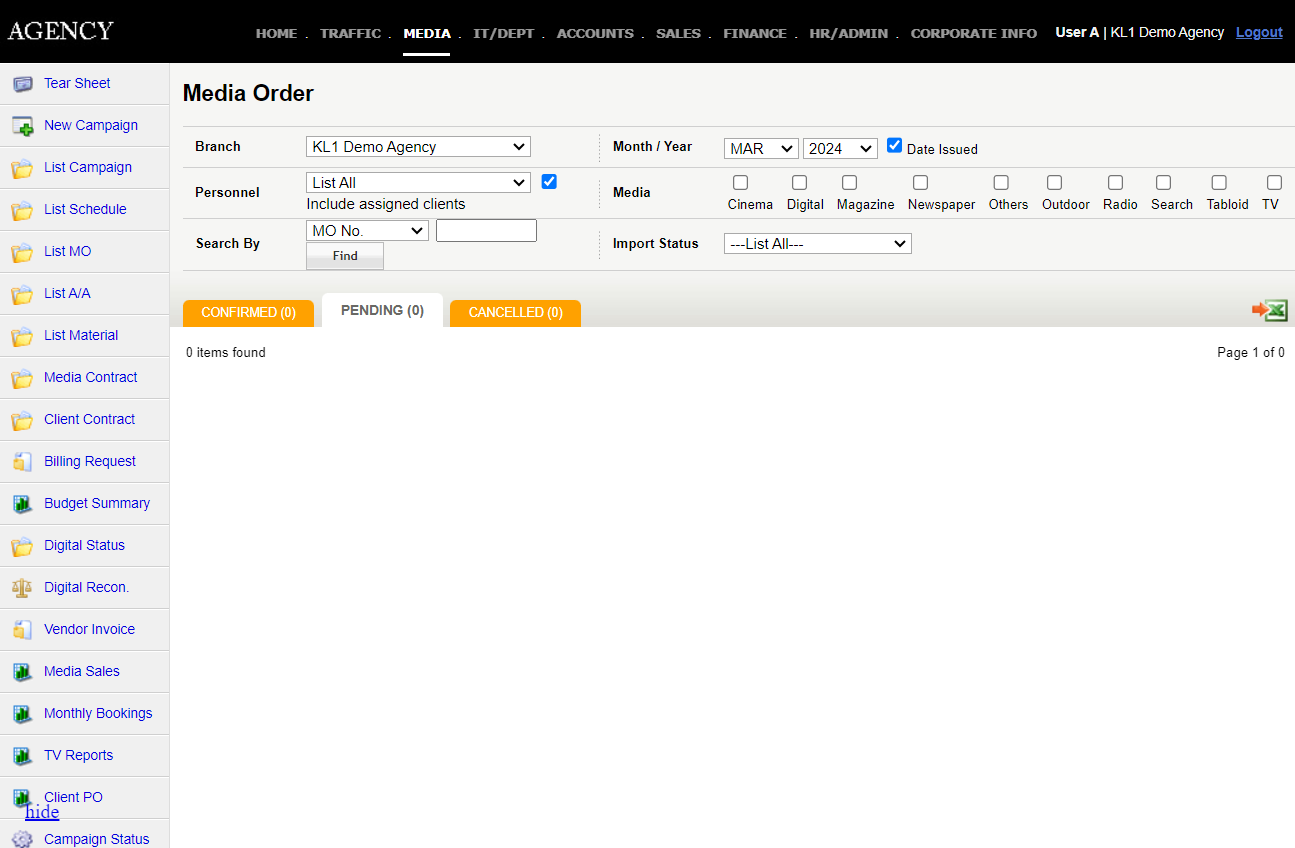 AGENCY
HOME . TRAFFIC . MEDIA . IT/DEPT . ACCOUNTS . SALES . FINANCE . HR/ADMIN . CORPORATE INFO
User A | KL1 Demo Agency Logout
Tear Sheet
New Campaign
List Campaign
List Schedule
List MO
List A/A
List Material
Media Contract
Client Contract
Billing Request
Budget Summary
Digital Status
Digital Recon.
Vendor Invoice
Media Sales
Monthly Bookings
TV Reports
Client PO
hide
Campaign Status
Media Order
Branch KL1 Demo Agency Month / Year MAR 2024 Date Issued
Personnel List All
Include assigned clients
Media
Cinema Digital Magazine Newspaper Others Outdoor Radio Search Tabloid TV
Search By MO No.
Find
Import Status ---List All---
CONFIRMED (0) PENDING (0) CANCELLED (0)
0 items found Page 1 of 0